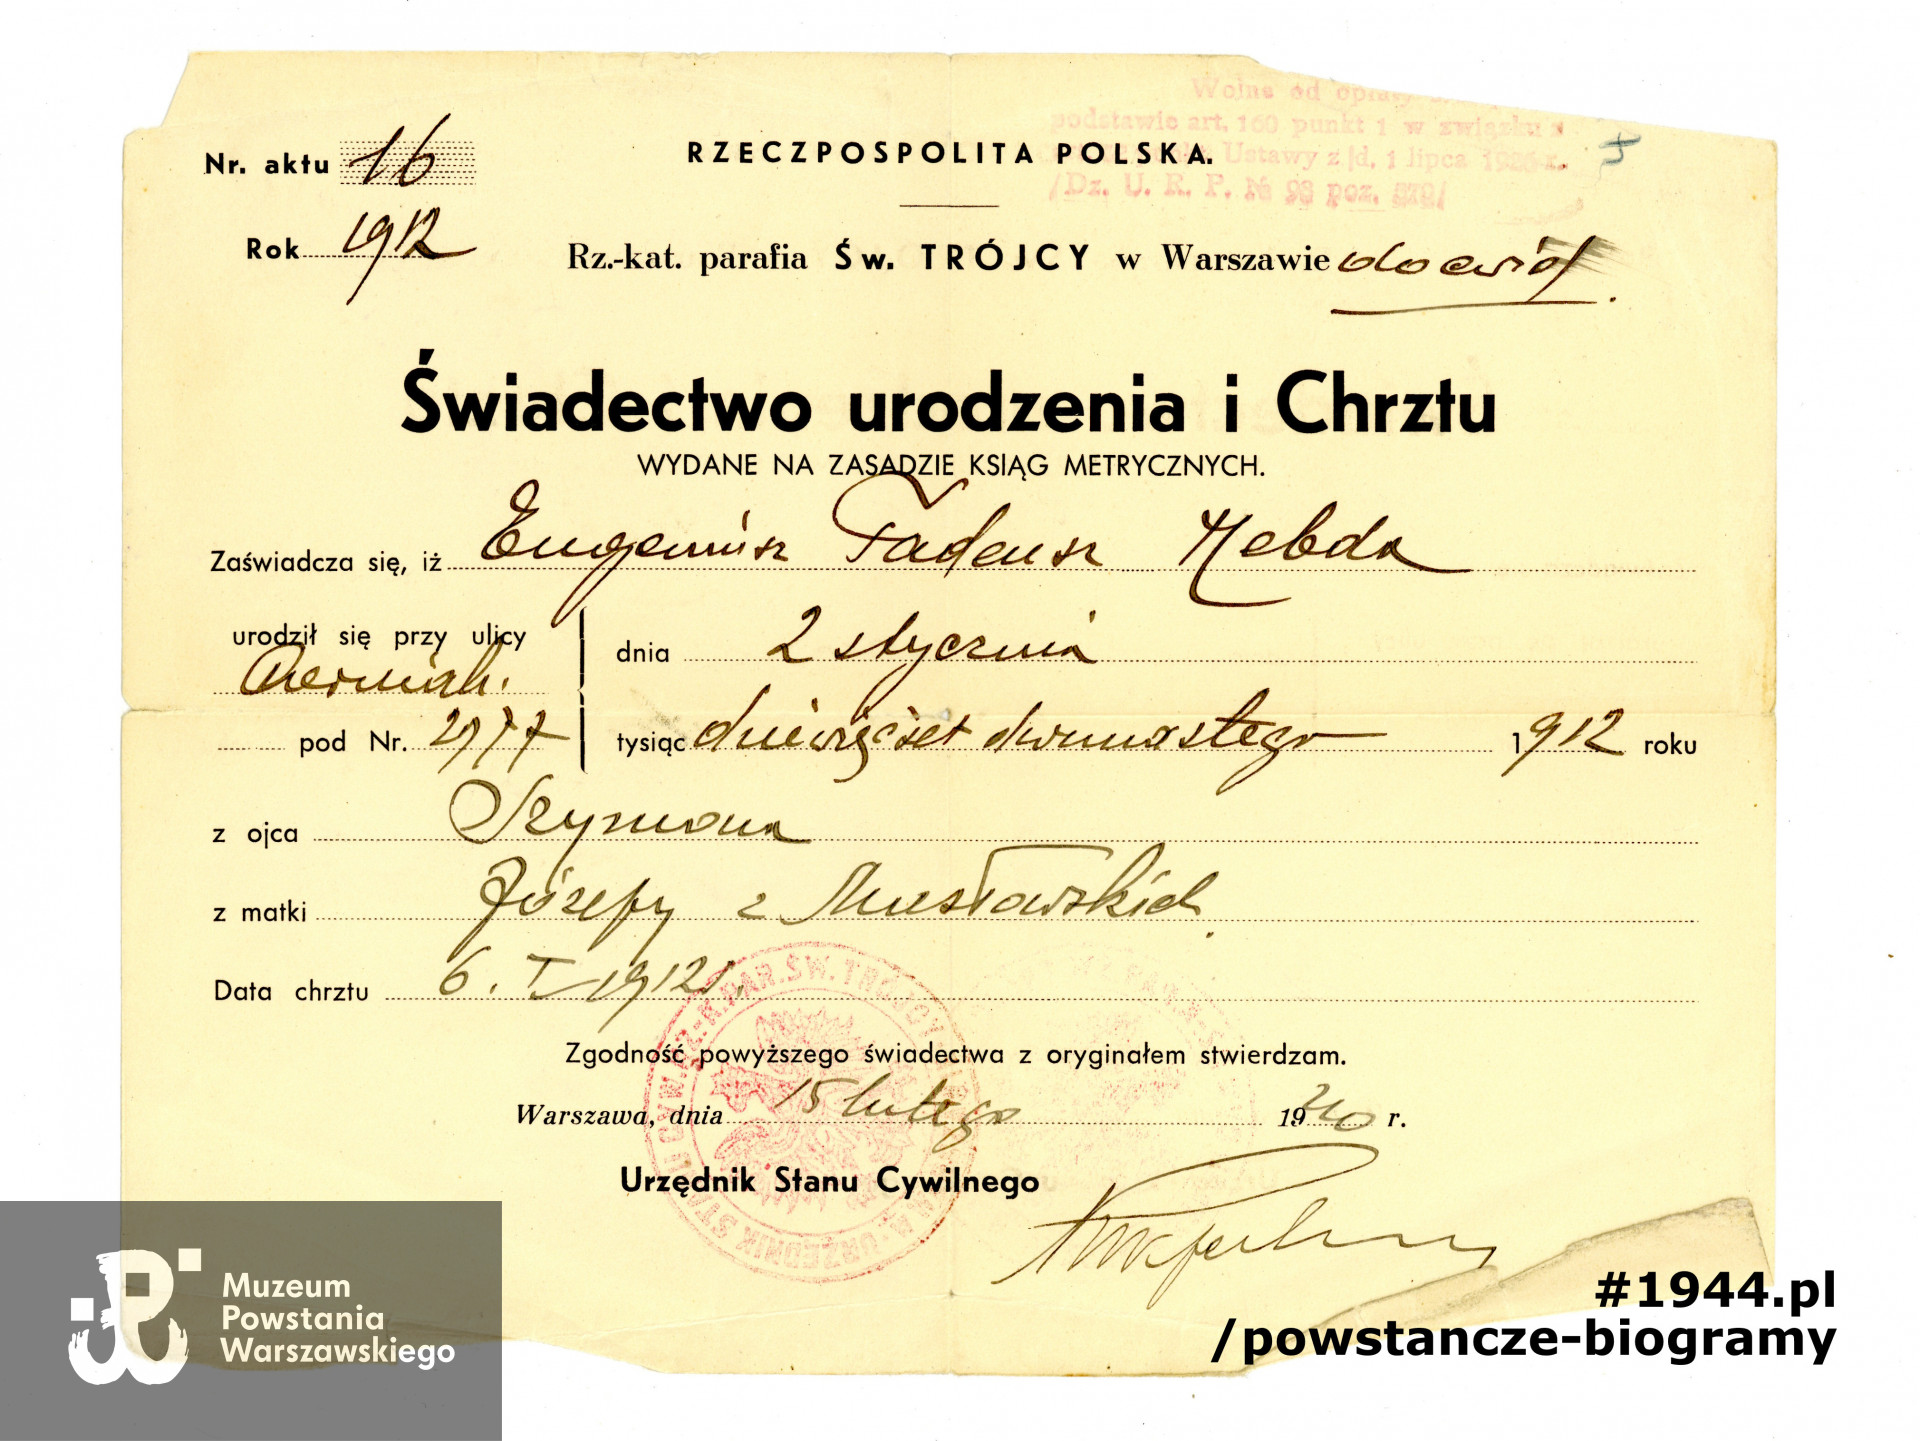 Wolne od opłaty
podstawie art. 160 punkt 1 w związku z
Ustawy z d. 1 lipca 1926 r.
/Dz. U. R. P. № 98 poz. 570/
Nr. aktu 16
RZECZPOSPOLITA POLSKA.
Rok 1912
Rz.-kat. parafia Św. TRÓJCY w Warszawie
Świadectwo urodzenia i Chrztu
WYDANE NA ZASADZIE KSIĄG METRYCZNYCH.
Zaświadcza się, iż Eugeniusz Tadeusz Hebda
urodził się przy ulicy
Czerniak.
dnia 2 stycznia
pod Nr. 2977
tysiąc dziewięćset dwunastego 1912 roku
z ojca Szymona
z matki Józefy z
Data chrztu 6. I 1912 r.
Zgodność powyższego świadectwa z oryginałem stwierdzam.
Warszawa, dnia 15 lutego 1940 r.
Urzędnik Stanu Cywilnego
Muzeum
Powstania
Warszawskiego
#1944.pl
/powstancze-biogramy